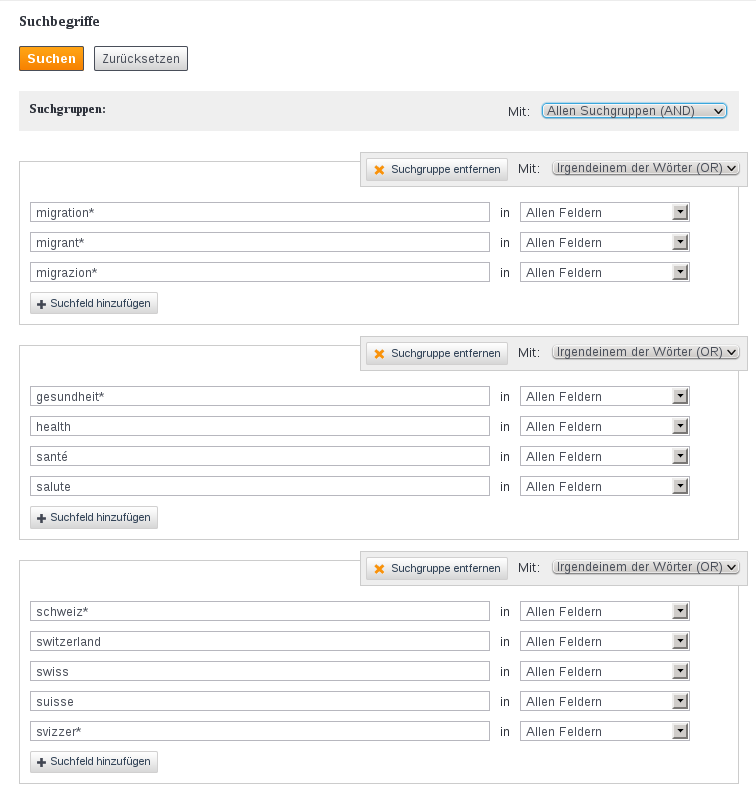 Suchbegriffe
Suchen Zurücksetzen
Suchgruppen: Mit: Allen Suchgruppen (AND)
Suchgruppe entfernen Mit: Irgendeinem der Wörter (OR)
migration* in Allen Feldern
migrant* in Allen Feldern
migrazion* in Allen Feldern
Suchfeld hinzufügen
Suchgruppe entfernen Mit: Irgendeinem der Wörter (OR)
gesundheit* in Allen Feldern
health in Allen Feldern
santé in Allen Feldern
salute in Allen Feldern
Suchfeld hinzufügen
Suchgruppe entfernen Mit: Irgendeinem der Wörter (OR)
schweiz* in Allen Feldern
switzerland in Allen Feldern
swiss in Allen Feldern
suisse in Allen Feldern
svizzer* in Allen Feldern
Suchfeld hinzufügen